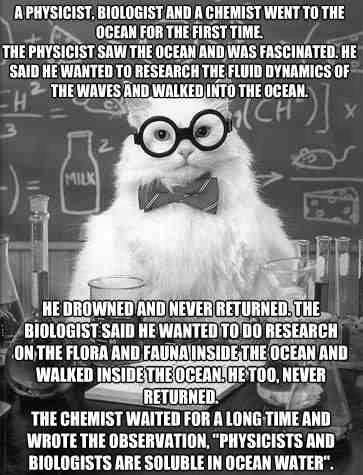 A PHYSICIST, BIOLOGIST AND A CHEMIST WENT TO THE
OCEAN FOR THE FIRST TIME.
THE PHYSICIST SAW THE OCEAN AND WAS FASCINATED. HE
SAID HE WANTED TO RESEARCH THE FLUID DYNAMICS OF
THE WAVES AND WALKED INTO THE OCEAN.
(CH²)]
MILK
HE DROWNED AND NEVER RETURNED. THE
BIOLOGIST SAID HE WANTED TO DO RESEARCH
ON THE FLORA AND FAUNA INSIDE THE OCEAN AND
WALKED INSIDE THE OCEAN. HE TOO, NEVER
RETURNED.
THE CHEMIST WAITED FOR A LONG TIME AND
WROTE THE OBSERVATION, "PHYSICISTS AND
BIOLOGISTS ARE SOLUBLE IN OCEAN WATER".